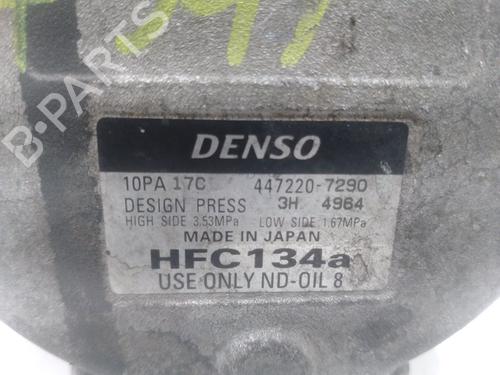 DENSO
10PA 17C 447220-7290
DESIGN PRESS 3H 4964
HIGH SIDE 3.53MPa LOW SIDE 1.67MPa
MADE IN JAPAN
HFC134a
USE ONLY ND-OIL 8
B-PARTS